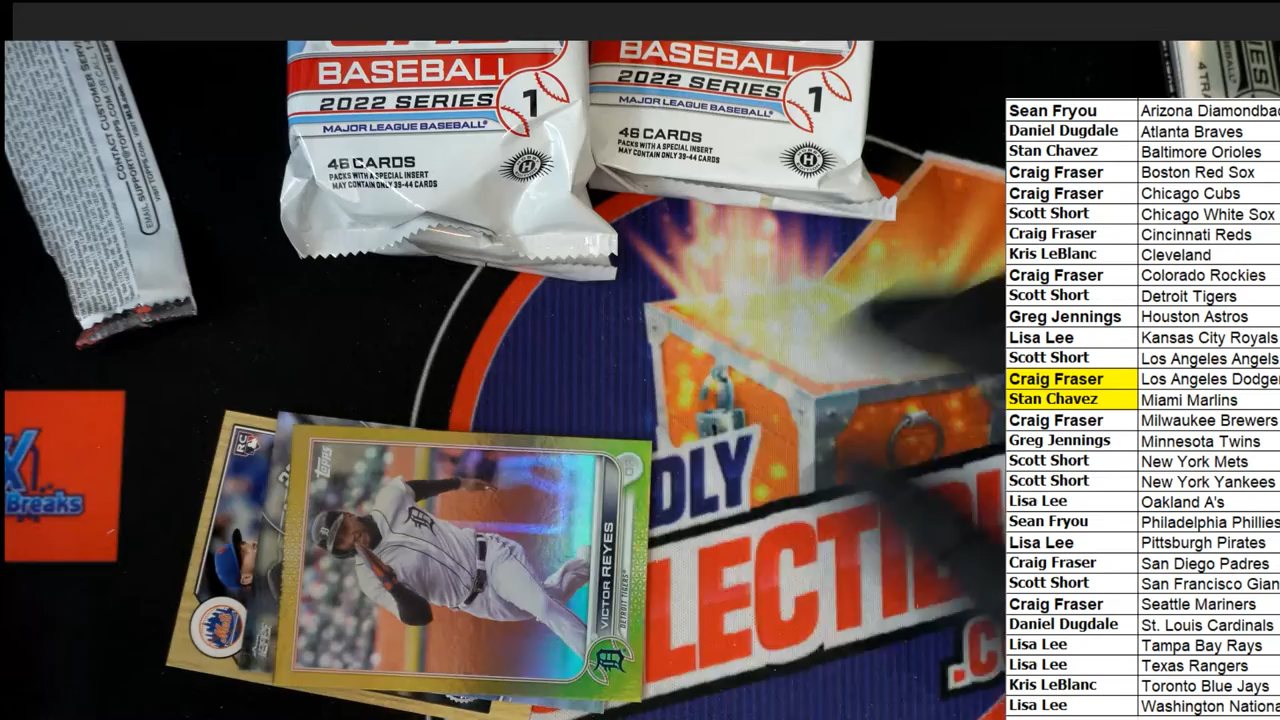 BASEBALL
2022 SERIES 1
MAJOR LEAGUE BASEBALL
46 CARDS
PACKS WITH A SPECIAL INSERT
MAY CONTAIN ONLY 39-44 CARDS
H
BASEBALL
2022 SERIES 1
MAJOR LEAGUE BASEBALL
46 CARDS
PACKS WITH A SPECIAL INSERT
MAY CONTAIN ONLY 39-44 CARDS
H
CONTACT CUSTOMER
Breaks
RC
Mets
Topps
VICTOR REYES
DETROIT TIGERS
D
DLY
LECTI
.C
Sean Fryou Arizona Diamondba
Daniel Dugdale Atlanta Braves
Stan Chavez Baltimore Orioles
Craig Fraser Boston Red Sox
Craig Fraser Chicago Cubs
Scott Short Chicago White Sox
Craig Fraser Cincinnati Reds
Kris LeBlanc Cleveland
Craig Fraser Colorado Rockies
Scott Short Detroit Tigers
Greg Jennings Houston Astros
Lisa Lee Kansas City Royals
Scott Short Los Angeles Angels
Craig Fraser Los Angeles Dodger
Stan Chavez Miami Marlins
Craig Fraser Milwaukee Brewers
Greg Jennings Minnesota Twins
Scott Short New York Mets
Scott Short New York Yankees
Lisa Lee Oakland A's
Sean Fryou Philadelphia Phillies
Lisa Lee Pittsburgh Pirates
Craig Fraser San Diego Padres
Scott Short San Francisco Gian
Craig Fraser Seattle Mariners
Daniel Dugdale St. Louis Cardinals
Lisa Lee Tampa Bay Rays
Lisa Lee Texas Rangers
Kris LeBlanc Toronto Blue Jays
Lisa Lee Washington Nationa